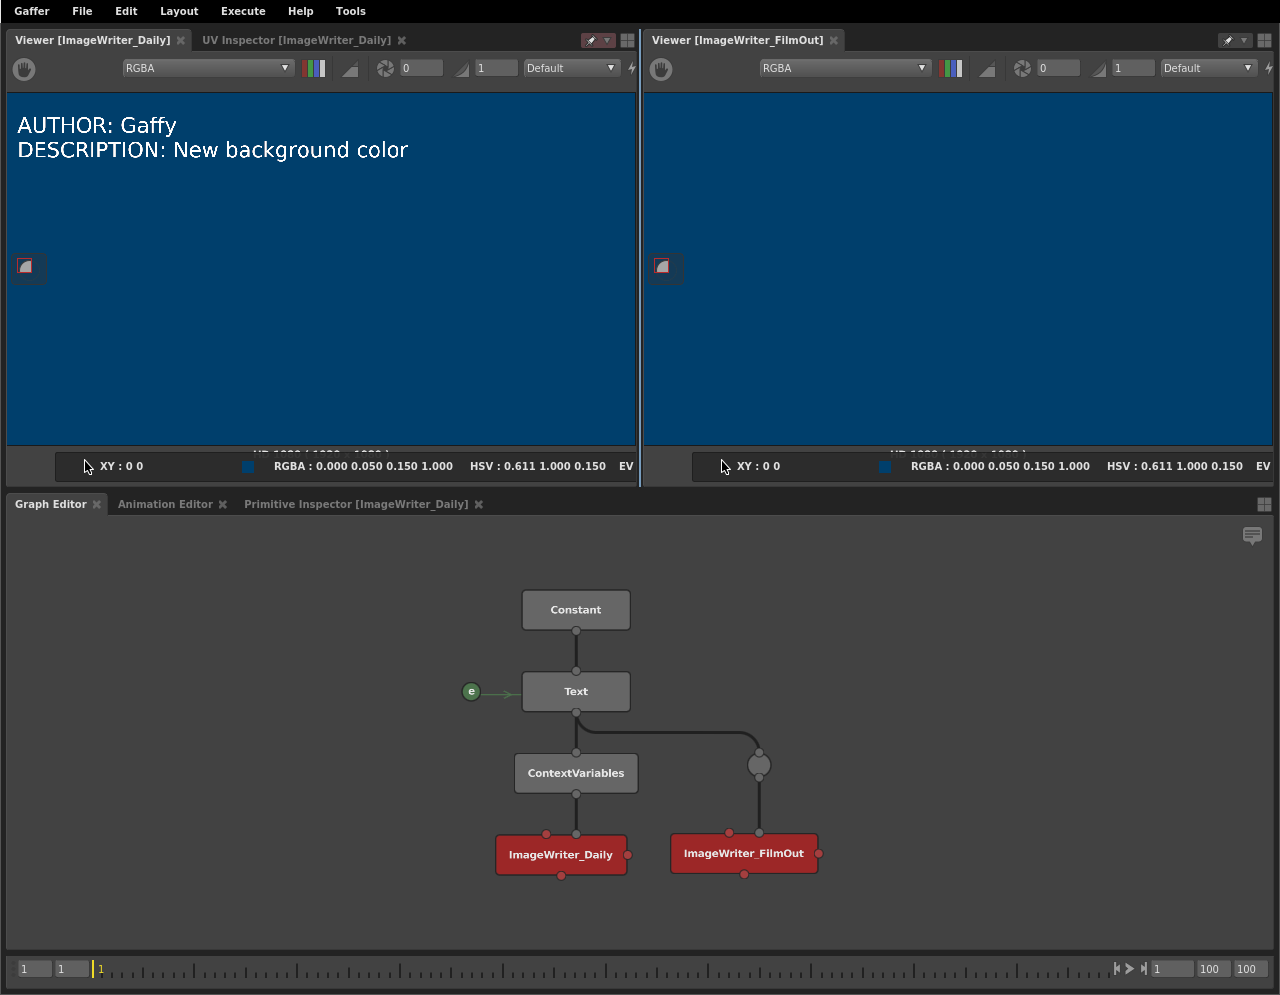 Gaffer File Edit Layout Execute Help Tools
Viewer [ImageWriter_Daily] UV Inspector [ImageWriter_Daily]
RGBA 0 1 Default
AUTHOR: Gaffy
DESCRIPTION: New background color
XY : 0 0 RGBA : 0.000 0.050 0.150 1.000 HSV : 0.611 1.000 0.150 EV
Viewer [ImageWriter_FilmOut]
RGBA 0 1 Default
XY : 0 0 RGBA : 0.000 0.050 0.150 1.000 HSV : 0.611 1.000 0.150 EV
Graph Editor Animation Editor Primitive Inspector [ImageWriter_Daily]
Constant
e Text
ContextVariables
ImageWriter_Daily ImageWriter_FilmOut
1 1 1 1 100 100